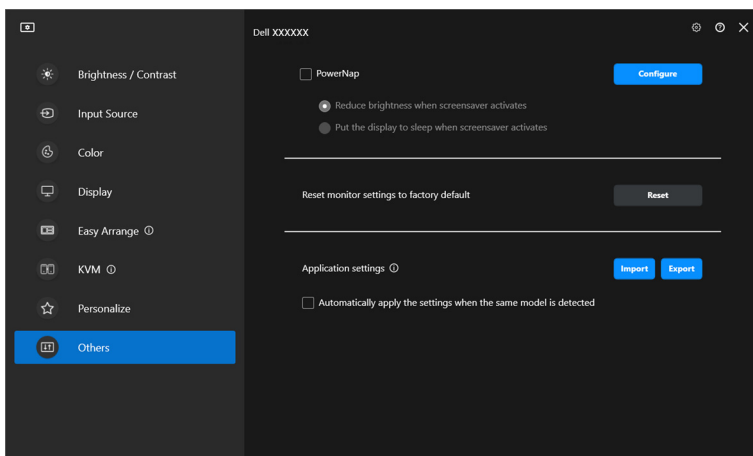 Dell XXXXXX
Brightness / Contrast
Input Source
Color
Display
Easy Arrange
KVM
Personalize
Others
PowerNap
Configure
Reduce brightness when screensaver activates
Put the display to sleep when screensaver activates
Reset monitor settings to factory default
Reset
Application settings
Import
Export
Automatically apply the settings when the same model is detected